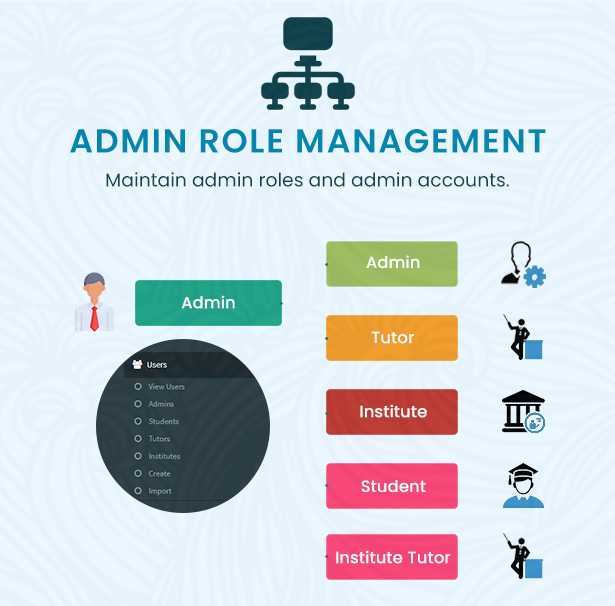 ADMIN ROLE MANAGEMENT
Maintain admin roles and admin accounts.
Admin
Users
View Users
Admins
Students
Tutors
Institutes
Create
Import
Admin
Tutor
Institute
Student
Institute Tutor